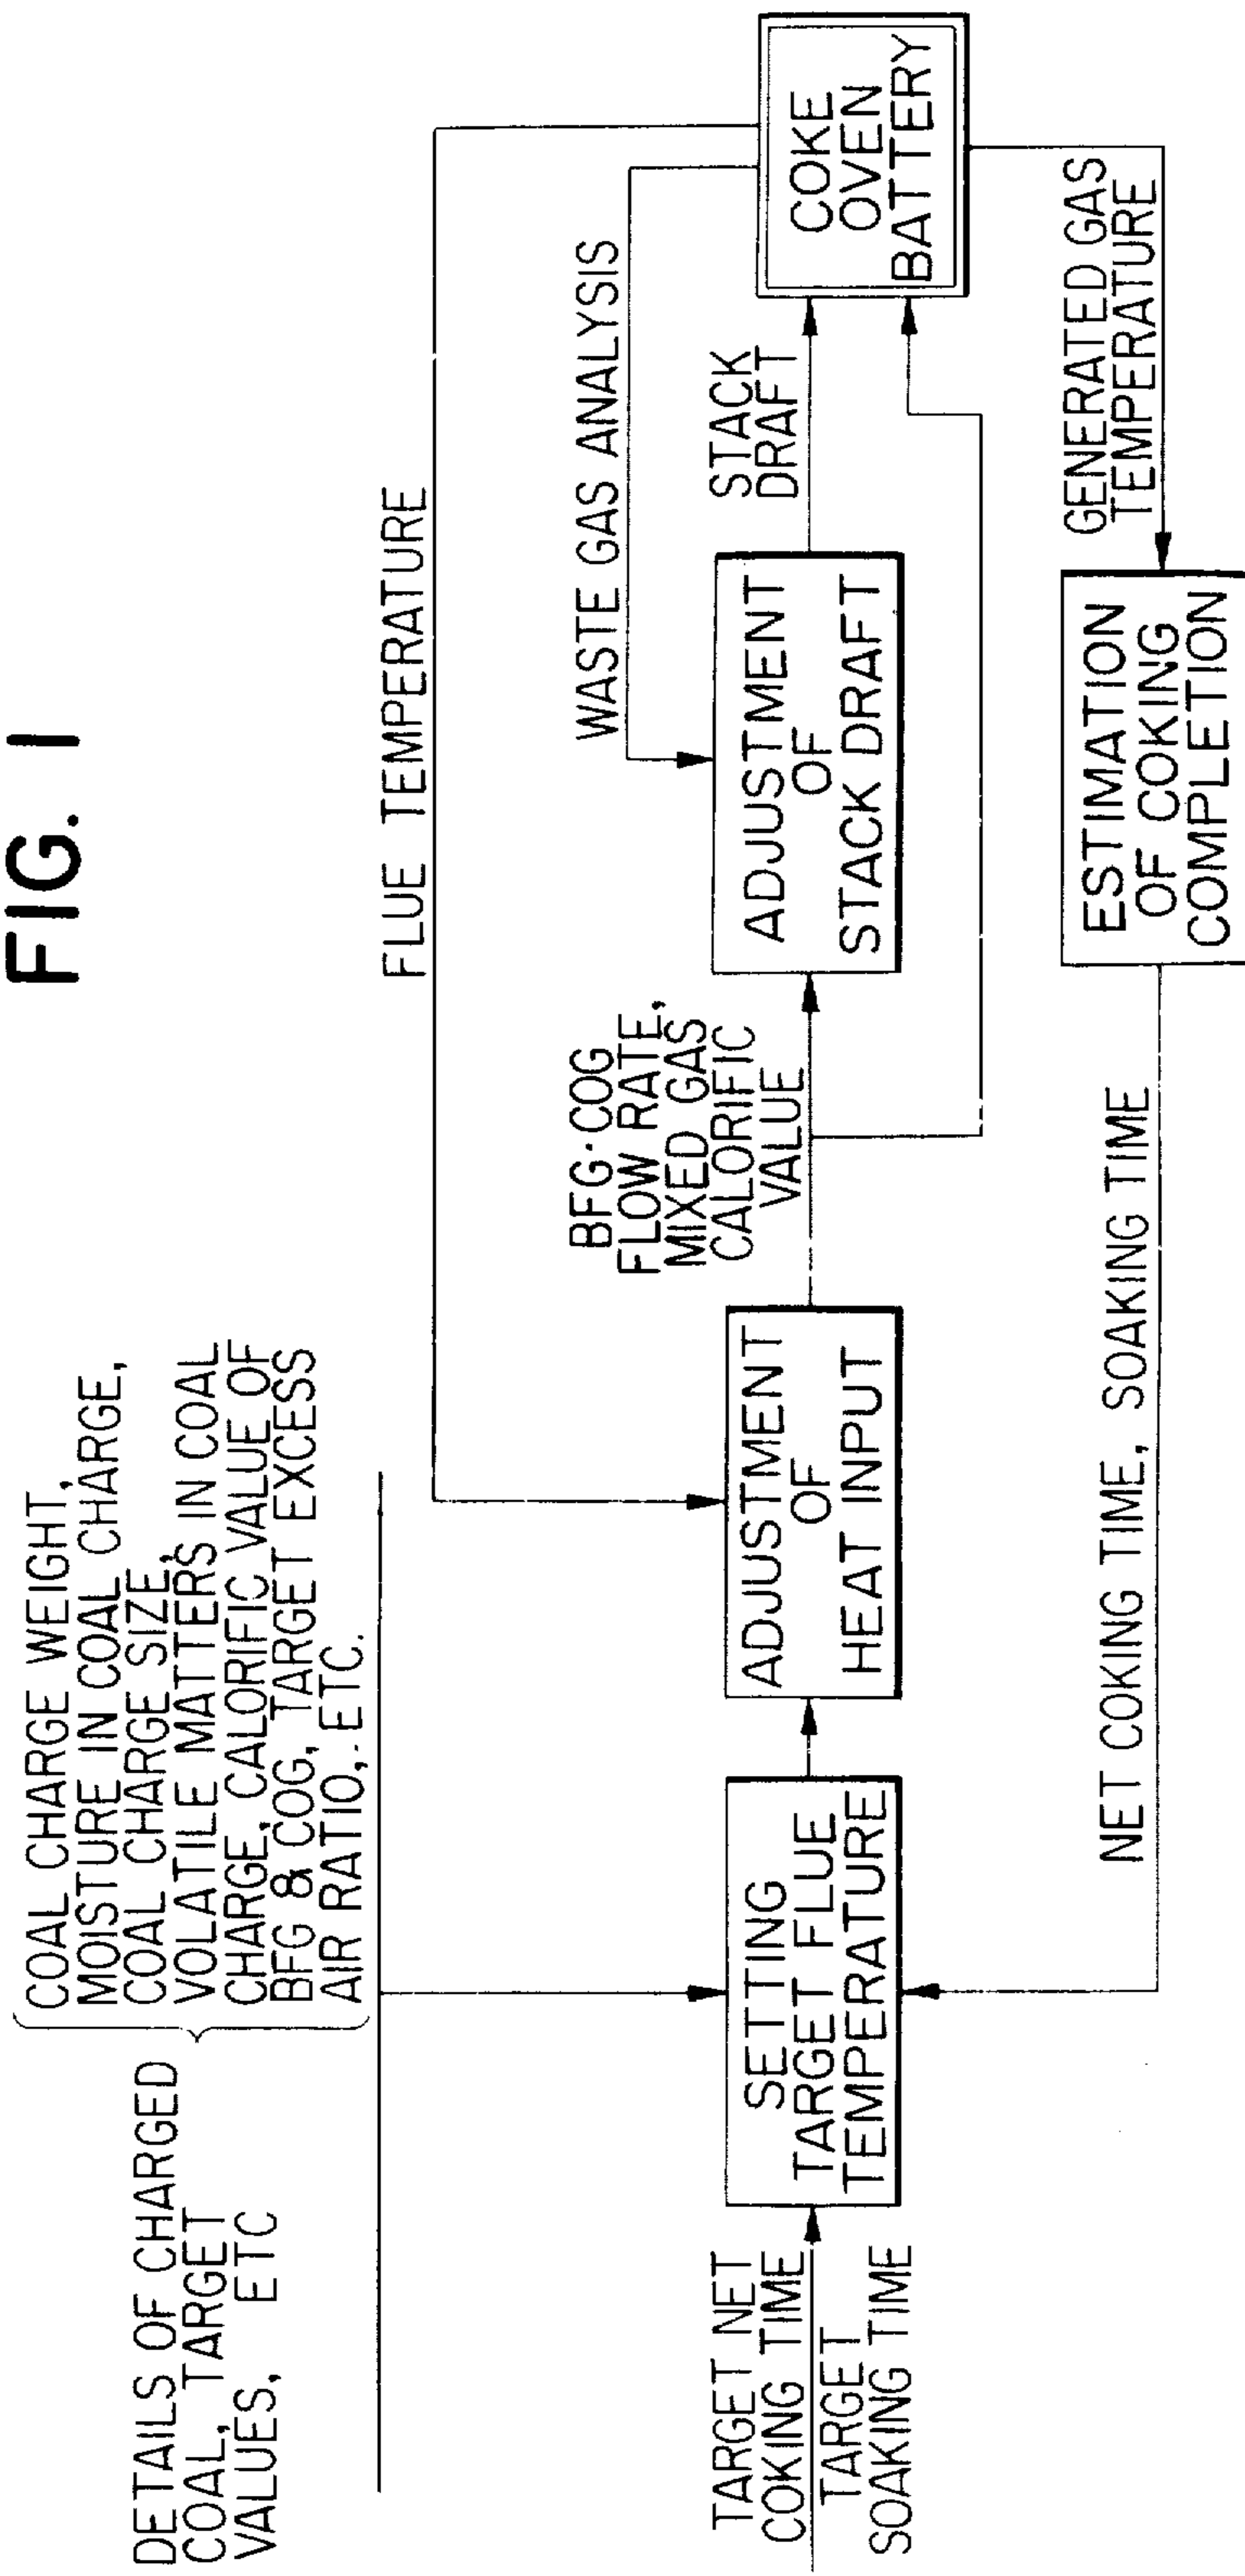 FIG. 1
DETAILS OF CHARGED
COAL, TARGET
VALUES, ETC
COAL CHARGE WEIGHT,
MOISTURE IN COAL CHARGE,
COAL CHARGE SIZE,
VOLATILE MATTERS IN COAL
CHARGE, CALORIFIC VALUE OF
BFG & COG, TARGET EXCESS
AIR RATIO, ETC.
FLUE TEMPERATURE
WASTE GAS ANALYSIS
TARGET NET
COKING TIME
TARGET
SOAKING TIME
SETTING
TARGET FLUE
TEMPERATURE
ADJUSTMENT
OF
HEAT INPUT
BFG·COG
FLOW RATE,
MIXED GAS
CALORIFIC
VALUE
ADJUSTMENT
OF
STACK DRAFT
STACK
DRAFT
COKE
OVEN
BATTERY
NET COKING TIME, SOAKING TIME
ESTIMATION
OF COKING
COMPLETION
GENERATED GAS
TEMPERATURE